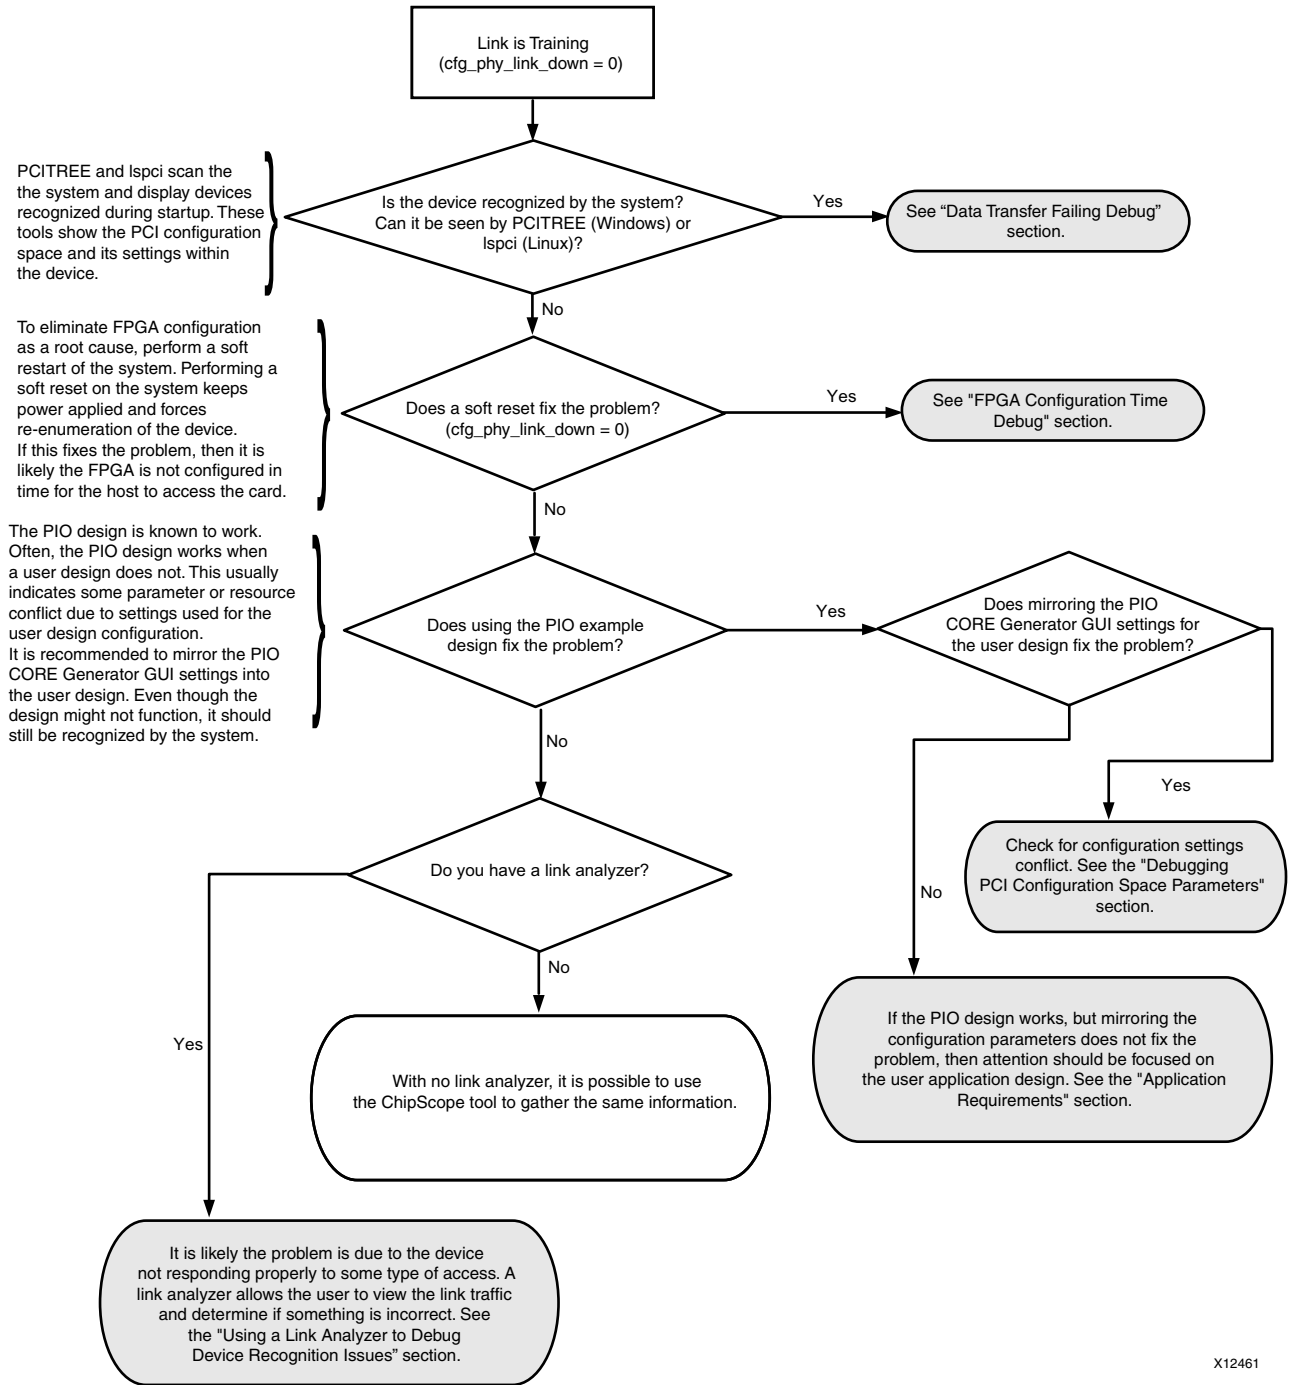 Link is Training
(cfg_phy_link_down = 0)
PCITREE and lspci scan the
the system and display devices
recognized during startup. These
tools show the PCI configuration
space and its settings within
the device.
Is the device recognized by the system?
Can it be seen by PCITREE (Windows) or
lspci (Linux)?
Yes
See “Data Transfer Failing Debug”
section.
No
To eliminate FPGA configuration
as a root cause, perform a soft
restart of the system. Performing a
soft reset on the system keeps
power applied and forces
re-enumeration of the device.
If this fixes the problem, then it is
likely the FPGA is not configured in
time for the host to access the card.
Does a soft reset fix the problem?
(cfg_phy_link_down = 0)
Yes
See "FPGA Configuration Time
Debug" section.
No
The PIO design is known to work.
Often, the PIO design works when
a user design does not. This usually
indicates some parameter or resource
conflict due to settings used for the
user design configuration.
It is recommended to mirror the PIO
CORE Generator GUI settings into
the user design. Even though the
design might not function, it should
still be recognized by the system.
Does using the PIO example
design fix the problem?
Yes
Does mirroring the PIO
CORE Generator GUI settings for
the user design fix the problem?
No
Yes
Check for configuration settings
conflict. See the "Debugging
PCI Configuration Space Parameters"
section.
Do you have a link analyzer?
No
No
If the PIO design works, but mirroring the
configuration parameters does not fix the
problem, then attention should be focused on
the user application design. See the "Application
Requirements" section.
Yes
With no link analyzer, it is possible to use
the ChipScope tool to gather the same information.
It is likely the problem is due to the device
not responding properly to some type of access. A
link analyzer allows the user to view the link traffic
and determine if something is incorrect. See
the "Using a Link Analyzer to Debug
Device Recognition Issues” section.
X12461